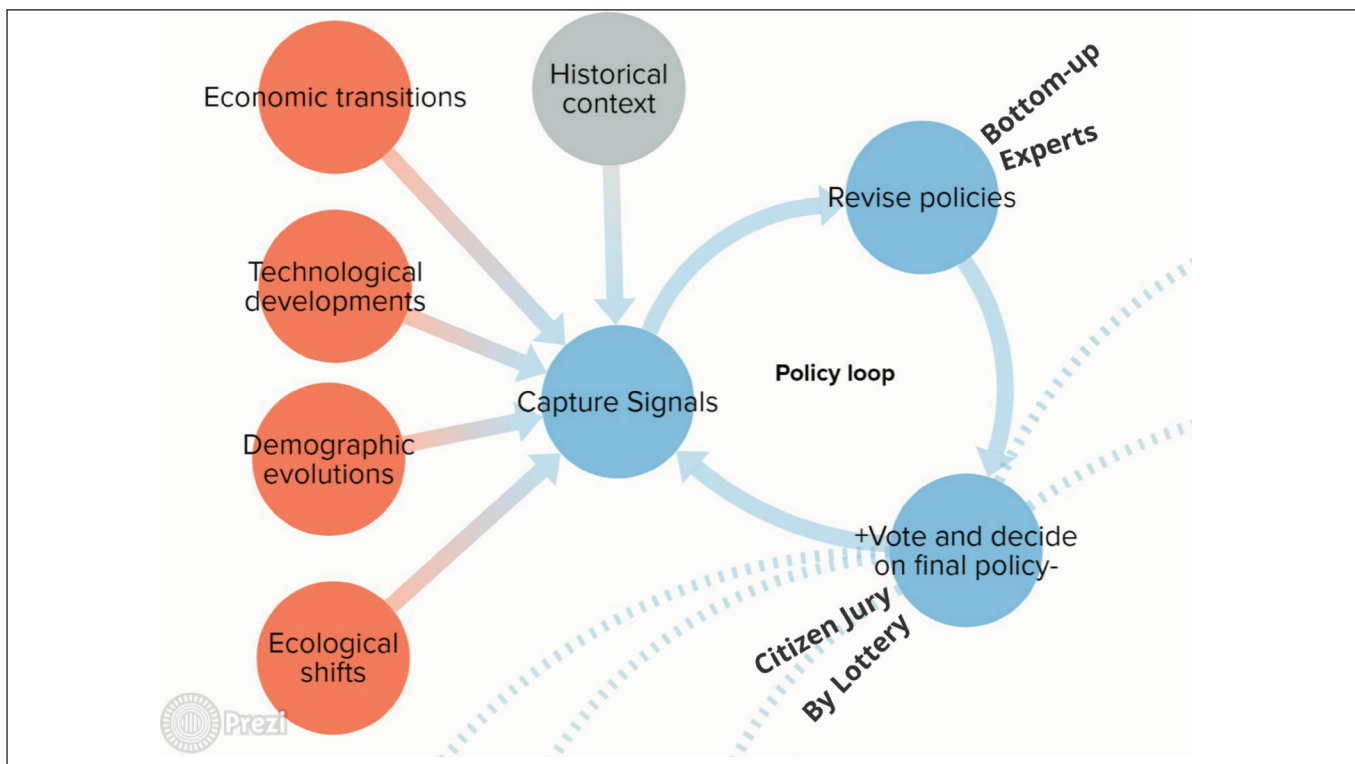 Economic transitions
Historical
context
Bottom-up
Experts
Revise policies
Technological
developments
Policy loop
Capture Signals
Demographic
evolutions
+Vote and decide
on final policy-
Citizen Jury
By Lottery
Ecological
shifts
Prezi